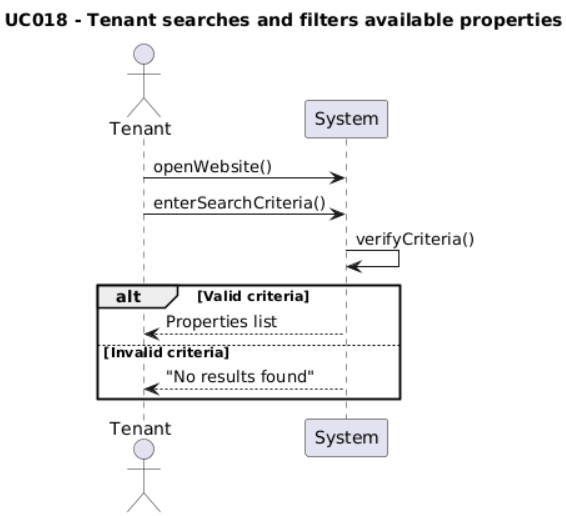 UC018 - Tenant searches and filters available properties
Tenant
System
openWebsite()
enterSearchCriteria()
verifyCriteria()
alt [Valid criteria]
Properties list
[Invalid criteria]
"No results found"
Tenant
System